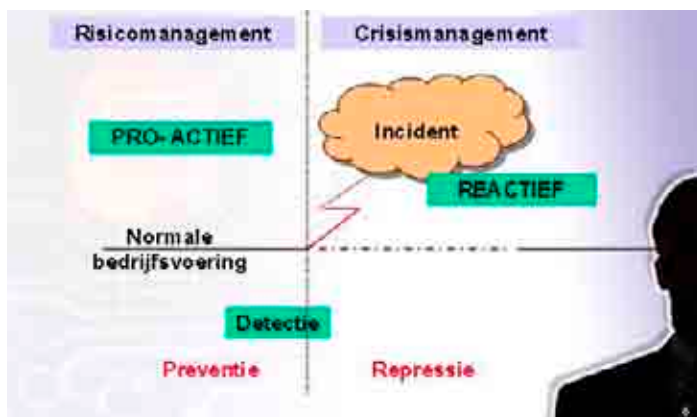 Risicomanagement
Crisismanagement
Incident
PRO- ACTIEF
REACTIEF
Normale
bedrijfsvoering
Detectie
Preventie
Repressie